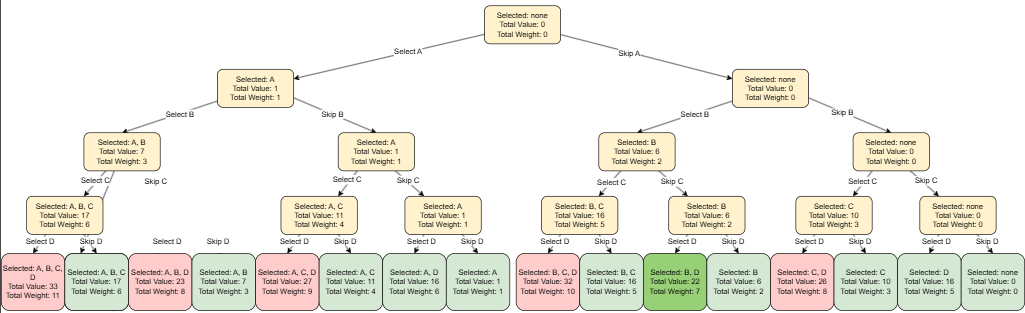 Selected: none
Total Value: 0
Total Weight: 0
Select A
Skip A
Selected: A
Total Value: 1
Total Weight: 1
Selected: none
Total Value: 0
Total Weight: 0
Select B
Skip B
Select B
Skip B
Selected: A, B
Total Value: 7
Total Weight: 3
Selected: A
Total Value: 1
Total Weight: 1
Selected: B
Total Value: 6
Total Weight: 2
Selected: none
Total Value: 0
Total Weight: 0
Select C
Skip C
Select C
Skip C
Select C
Skip C
Select C
Skip C
Selected: A, B, C
Total Value: 17
Total Weight: 6
Selected: A, C
Total Value: 11
Total Weight: 4
Selected: A
Total Value: 1
Total Weight: 1
Selected: B, C
Total Value: 16
Total Weight: 5
Selected: B
Total Value: 6
Total Weight: 2
Selected: C
Total Value: 10
Total Weight: 3
Selected: none
Total Value: 0
Total Weight: 0
Select D
Skip D
Select D
Skip D
Select D
Skip D
Select D
Skip D
Select D
Skip D
Select D
Skip D
Select D
Skip D
Select D
Skip D
Selected: A, B, C,
D
Total Value: 33
Total Weight: 11
Selected: A, B, C
Total Value: 17
Total Weight: 6
Selected: A, B, D
Total Value: 23
Total Weight: 8
Selected: A, B
Total Value: 7
Total Weight: 3
Selected: A, C, D
Total Value: 27
Total Weight: 9
Selected: A, C
Total Value: 11
Total Weight: 4
Selected: A, D
Total Value: 16
Total Weight: 6
Selected: A
Total Value: 1
Total Weight: 1
Selected: B, C, D
Total Value: 32
Total Weight: 10
Selected: B, C
Total Value: 16
Total Weight: 5
Selected: B, D
Total Value: 22
Total Weight: 7
Selected: B
Total Value: 6
Total Weight: 2
Selected: C, D
Total Value: 26
Total Weight: 8
Selected: C
Total Value: 10
Total Weight: 3
Selected: D
Total Value: 16
Total Weight: 5
Selected: none
Total Value: 0
Total Weight: 0